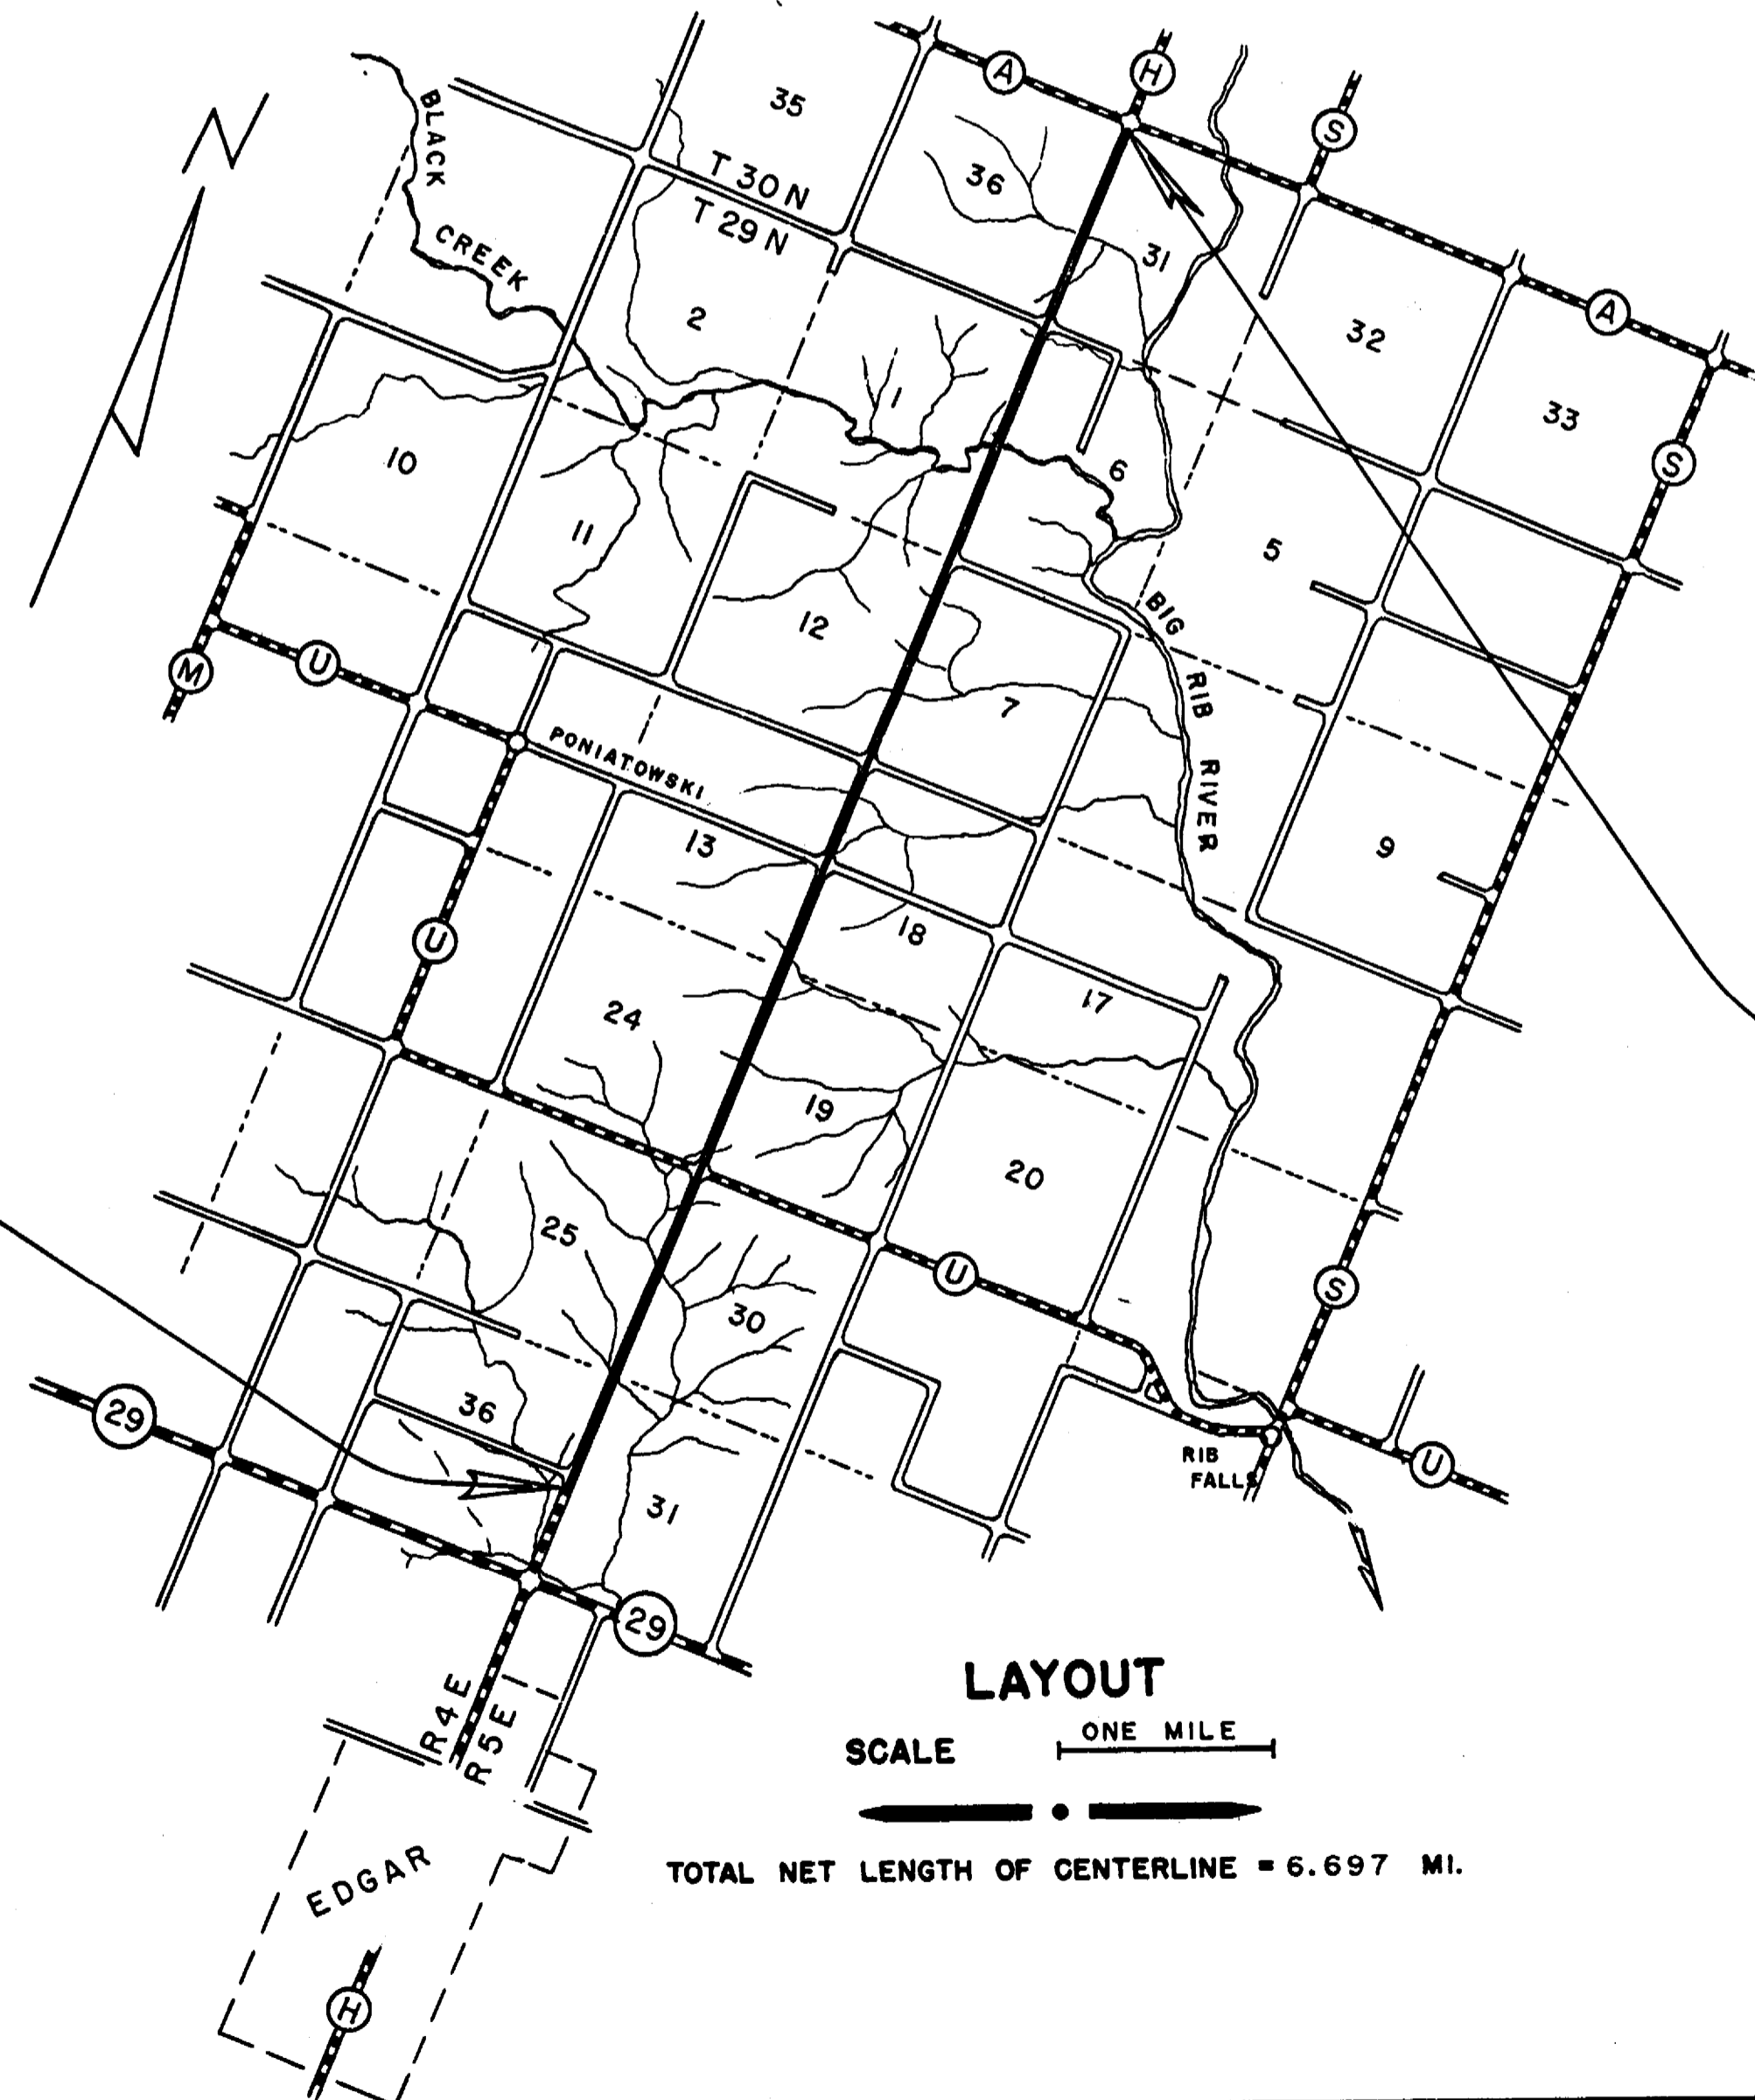 A
H
S
35
BLACK
N
T 30 N
36
T 29 N
CREEK
31
2
32
A
1
33
10
6
S
11
5
12
BIG
M
U
RIB
7
PONIATOWSKI
RIVER
13
9
18
U
17
24
19
20
25
U
S
30
29
36
RIB
FALLS
U
31
29
R 4 E
R 5 E
LAYOUT
SCALE
ONE MILE
TOTAL NET LENGTH OF CENTERLINE = 6.697 MI.
EDGAR
H